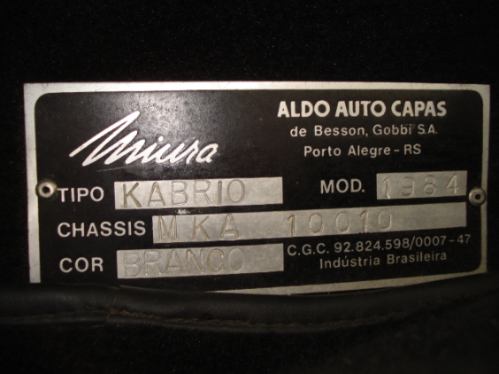 Miura
ALDO AUTO CAPAS
de Besson, Gobbi S.A.
Porto Alegre - RS
TIPO KABRIO MOD. 1984
CHASSIS MKA 10010
COR BRANCO
C.G.C. 92.824.598/0007-47
Indústria Brasileira